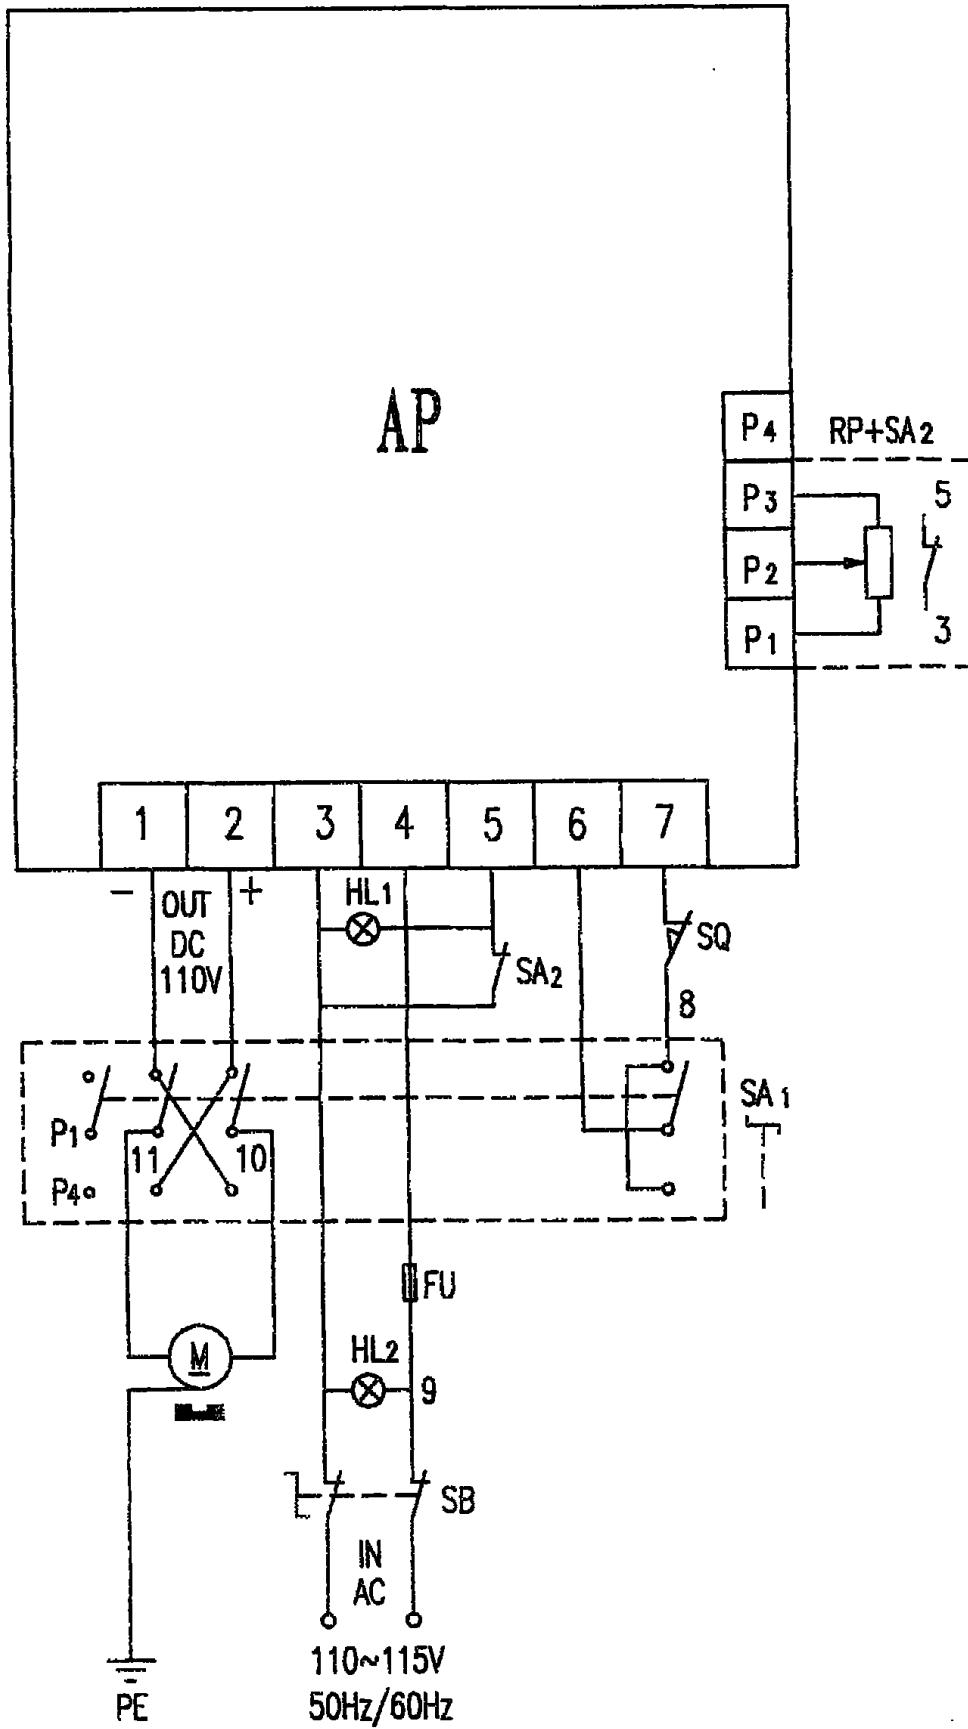 AP
P4
RP+SA2
P3
5
P2
P1
3
1 2 3 4 5 6 7
- +
OUT
DC
110V
HL1
SQ
SA2
8
SA1
P1
11
10
P4
FU
HL2
M
9
SB
IN
AC
110~115V
50Hz/60Hz
PE